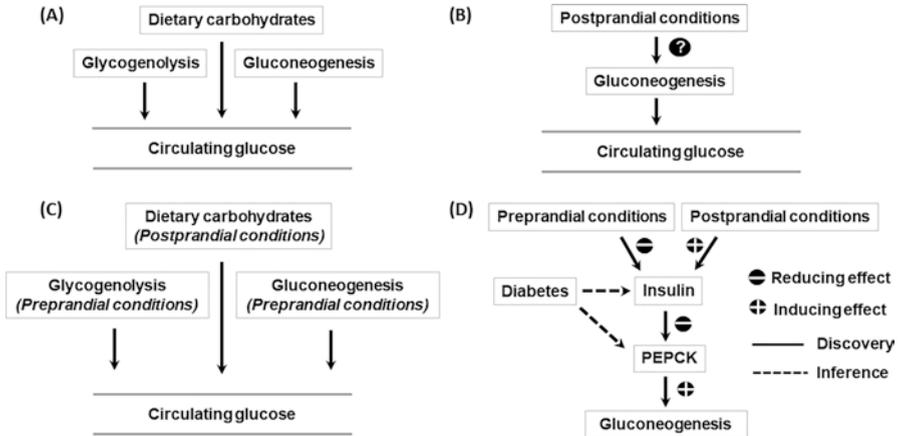 (A)
Dietary carbohydrates
Glycogenolysis
Gluconeogenesis
Circulating glucose
(B)
Postprandial conditions
?
Gluconeogenesis
Circulating glucose
(C)
Dietary carbohydrates
(Postprandial conditions)
Glycogenolysis
(Preprandial conditions)
Gluconeogenesis
(Preprandial conditions)
Circulating glucose
(D)
Preprandial conditions
Postprandial conditions
Diabetes
Insulin
PEPCK
Gluconeogenesis
Reducing effect
Inducing effect
Discovery
Inference